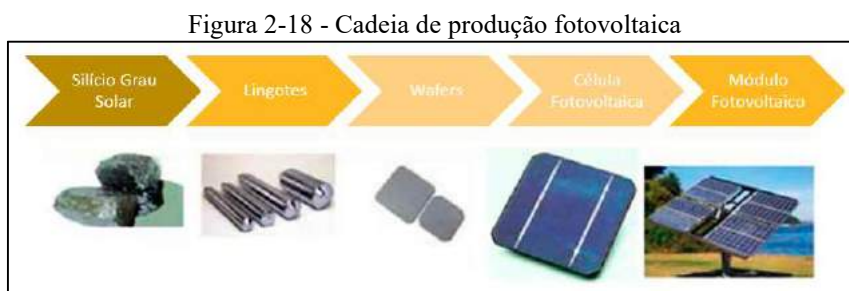 Figura 2-18 - Cadeia de produção fotovoltaica
Silício Grau
Solar
Lingotes
Wafers
Célula
Fotovoltaica
Módulo
Fotovoltaico